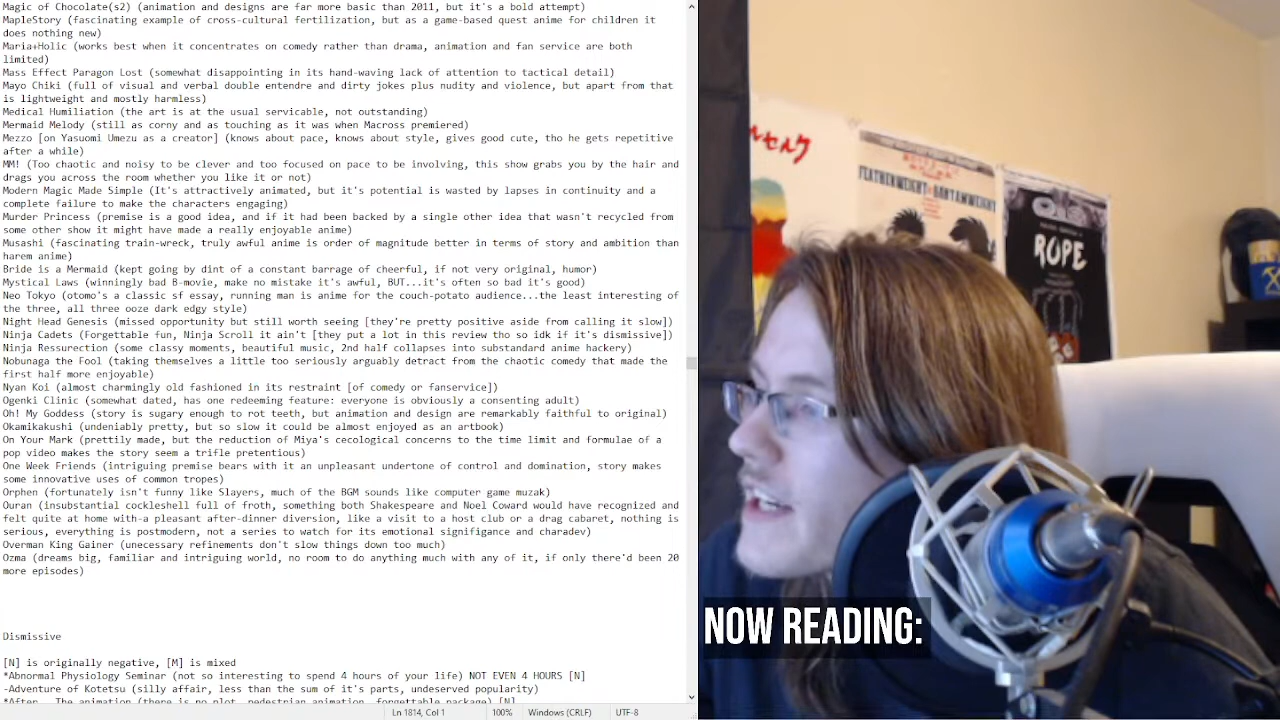 Magic of Chocolate(s2) (animation and designs are far more basic than 2011, but it's a bold attempt)
MapleStory (fascinating example of cross-cultural fertilization, but as a game-based quest anime for children it
does nothing new)
Maria+Holic (works best when it concentrates on comedy rather than drama, animation and fan service are both
limited)
Mass Effect Paragon Lost (somewhat disappointing in its hand-waving lack of attention to tactical detail)
Mayo Chiki (full of visual and verbal double entendre and dirty jokes plus nudity and violence, but apart from that
is lightweight and mostly harmless)
Medical Humiliation (the art is at the usual servicable, not outstanding)
Mermaid Melody (still as corny and as touching as it was when Macross premiered)
Mezzo [on Yasuomi Umezu as a creator] (knows about pace, knows about style, gives good cute, tho he gets repetitive
after a while)
MM! (Too chaotic and noisy to be clever and too focused on pace to be involving, this show grabs you by the hair and
drags you across the room whether you like it or not)
Modern Magic Made Simple (It's attractively animated, but it's potential is wasted by lapses in continuity and a
complete failure to make the characters engaging)
Murder Princess (premise is a good idea, and if it had been backed by a single other idea that wasn't recycled from
some other show it might have made a really enjoyable anime)
Musashi (fascinating train-wreck, truly awful anime is order of magnitude better in terms of story and ambition than
harem anime)
Bride is a Mermaid (kept going by dint of a constant barrage of cheerful, if not very original, humor)
Mystical Laws (winningly bad B-movie, make no mistake it's awful, BUT...it's often so bad it's good)
Neo Tokyo (otomo's a classic sf essay, running man is anime for the couch-potato audience...the least interesting of
the three, all three ooze dark edgy style)
Night Head Genesis (missed opportunity but still worth seeing [they're pretty positive aside from calling it slow])
Ninja Cadets (Forgettable fun, Ninja Scroll it ain't [they put a lot in this review tho so idk if it's dismissive])
Ninja Ressurection (some classy moments, beautiful music, 2nd half collapses into substandard anime hackery)
Nobunaga the Fool (taking themselves a little too seriously arguably detract from the chaotic comedy that made the
first half more enjoyable)
Nyan Koi (almost charmingly old fashioned in its restraint [of comedy or fanservice])
Ogenki Clinic (somewhat dated, has one redeeming feature: everyone is obviously a consenting adult)
Oh! My Goddess (story is sugary enough to rot teeth, but animation and design are remarkably faithful to original)
Okamikakushi (undeniably pretty, but so slow it could be almost enjoyed as an artbook)
On Your Mark (prettily made, but the reduction of Miya's cecological concerns to the time limit and formulae of a
pop video makes the story seem a trifle pretentious)
One Week Friends (intriguing premise bears with it an unpleasant undertone of control and domination, story makes
some innovative uses of common tropes)
Orphen (fortunately isn't funny like Slayers, much of the BGM sounds like computer game muzak)
Ouran (insubstantial cockleshell full of froth, something both Shakespeare and Noel Coward would have recognized and
felt quite at home with-a pleasant after-dinner diversion, like a visit to a host club or a drag cabaret, nothing is
serious, everything is postmodern, not a series to watch for its emotional signifigance and charadev)
Overman King Gainer (unecessary refinements don't slow things down too much)
Ozma (dreams big, familiar and intriguing world, no room to do anything much with any of it, if only there'd been 20
more episodes)
Dismissive
[N] is originally negative, [M] is mixed
*Abnormal Physiology Seminar (not so interesting to spend 4 hours of your life) NOT EVEN 4 HOURS [N]
-Adventure of Kotetsu (silly affair, less than the sum of it's parts, undeserved popularity)
*After... The animation (there is no plot, pedestrian animation, forgettable package) [N]
Ln 1814, Col 1
100%
Windows (CRLF)
UTF-8
ルセルク
FEATHERWEIGHT
BANTAMWEIGHT
ROPE
NOW READING: